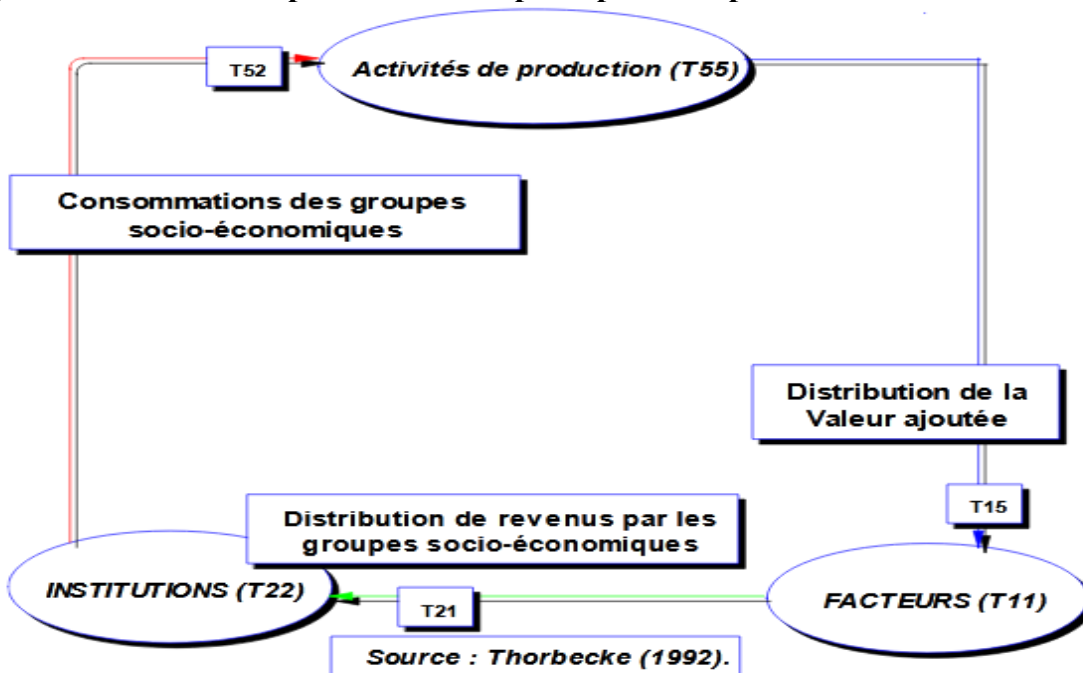 T52
Activités de production (T55)
Consommations des groupes
socio-économiques
Distribution de la
Valeur ajoutée
T15
Distribution de revenus par les
groupes socio-économiques
INSTITUTIONS (T22)
T21
FACTEURS (T11)
Source : Thorbecke (1992).